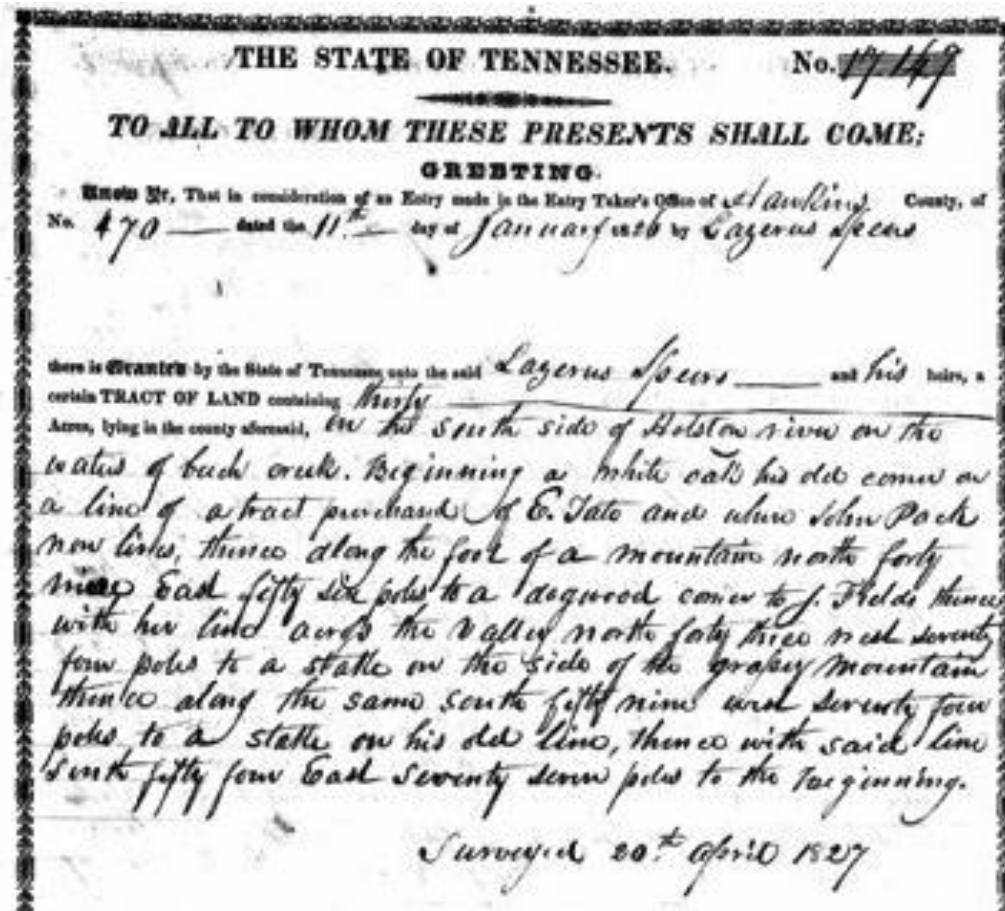 THE STATE OF TENNESSEE. No. 17149
TO ALL TO WHOM THESE PRESENTS SHALL COME;
GREETING.
Know Ye, That in consideration of an Entry made in the Entry Taker's Office of Hawkins County, of
No. 470 — dated the 11th — day of January 1826 by Lazerus Spears
there is Granted by the State of Tennessee unto the said Lazerus Spears — and his heirs, a
certain TRACT OF LAND containing thirty —
Acres, lying in the county aforesaid, on the south side of Holston river on the
waters of creek. Beginning a white oak his old corner on
a line of a tract purchased of E. Tate and where John Pack
now lives; thence along the foot of a mountain north forty
East fifty six poles to a dogwood corner to J. Fields thence
with her line across the Valley north forty three west seventy
four poles to a stake on the side of the mountain
thence along the same south fifty nine west seventy four
poles to a stake on his old line, thence with said line
south fifty four East seventy seven poles to the beginning.
Surveyed 20th April 1827